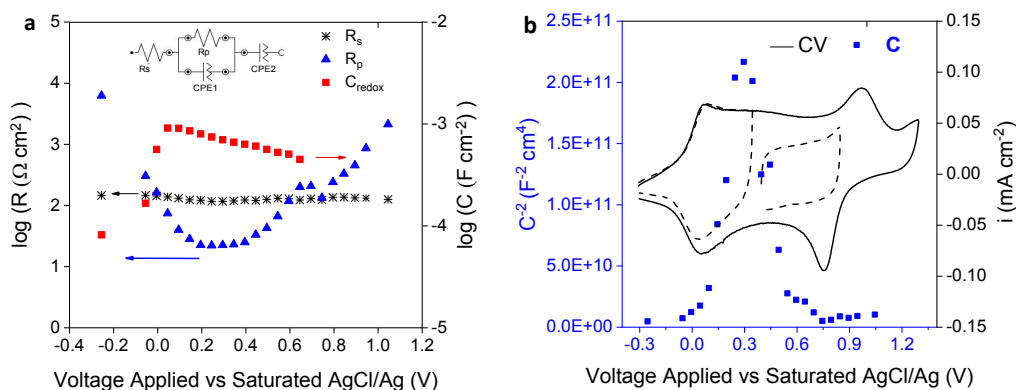 a
5
4
3
2
1
0
log (R (Ω cm2)
-2
-3
-4
-5
log (C (F cm-2)
Rs
Rp
CPE1
CPE2
Rs
Rp
Credox
-0.4 -0.2 0.0 0.2 0.4 0.6 0.8 1.0 1.2
Voltage Applied vs Saturated AgCl/Ag (V)
b
CV
C
2.5E+11
2.0E+11
1.5E+11
1.0E+11
5.0E+10
0.0E+00
C-2 (F-2 cm4)
0.15
0.10
0.05
0.00
-0.05
-0.10
-0.15
i (mA cm-2)
-0.3 0.0 0.3 0.6 0.9 1.2
Voltage Applied vs Saturated AgCl/Ag (V)